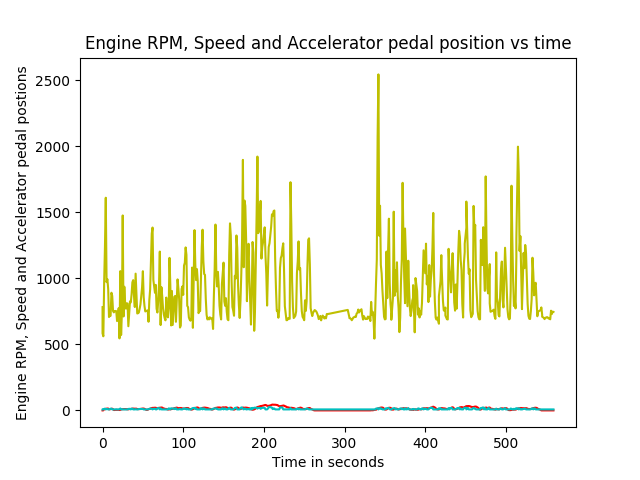 Engine RPM, Speed and Accelerator pedal position vs time
Engine RPM, Speed and Accelerator pedal postions
2500
2000
1500
1000
500
0
0 100 200 300 400 500
Time in seconds